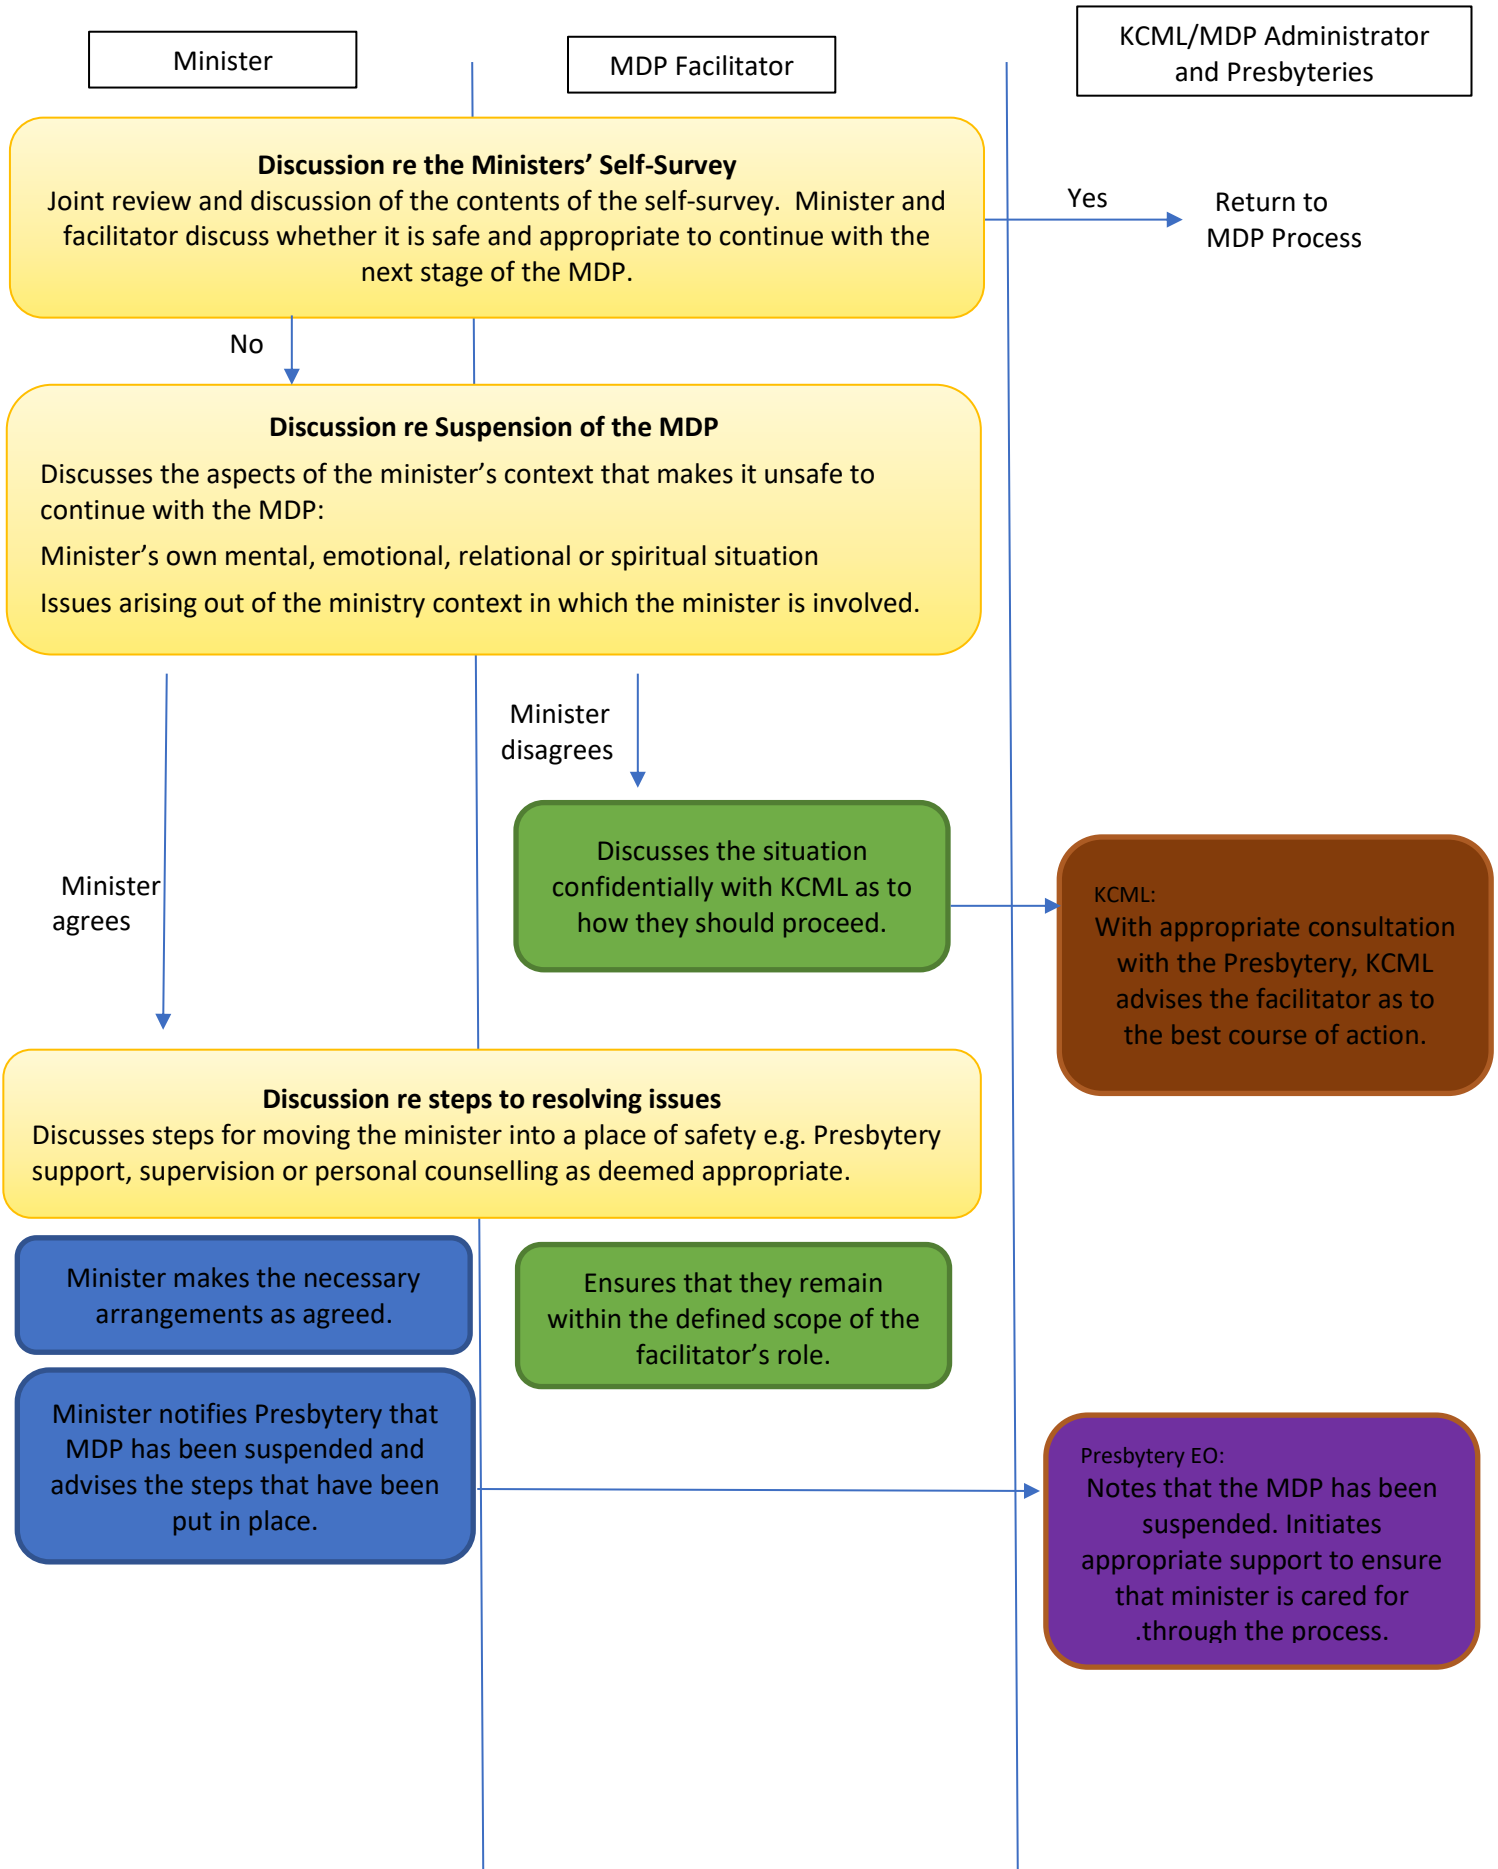 Minister
MDP Facilitator
KCML/MDP Administrator
and Presbyteries
Discussion re the Ministers’ Self-Survey
Joint review and discussion of the contents of the self-survey.  Minister and
facilitator discuss whether it is safe and appropriate to continue with the
next stage of the MDP.
Yes
Return to
MDP Process
No
Discussion re Suspension of the MDP
Discusses the aspects of the minister’s context that makes it unsafe to
continue with the MDP:
Minister’s own mental, emotional, relational or spiritual situation
Issues arising out of the ministry context in which the minister is involved.
Minister
disagrees
Minister
agrees
Discusses the situation
confidentially with KCML as to
how they should proceed.
KCML:
With appropriate consultation
with the Presbytery, KCML
advises the facilitator as to
the best course of action.
Discussion re steps to resolving issues
Discusses steps for moving the minister into a place of safety e.g. Presbytery
support, supervision or personal counselling as deemed appropriate.
Minister makes the necessary
arrangements as agreed.
Ensures that they remain
within the defined scope of the
facilitator’s role.
Minister notifies Presbytery that
MDP has been suspended and
advises the steps that have been
put in place.
Presbytery EO:
Notes that the MDP has been
suspended. Initiates
appropriate support to ensure
that minister is cared for
.through the process.